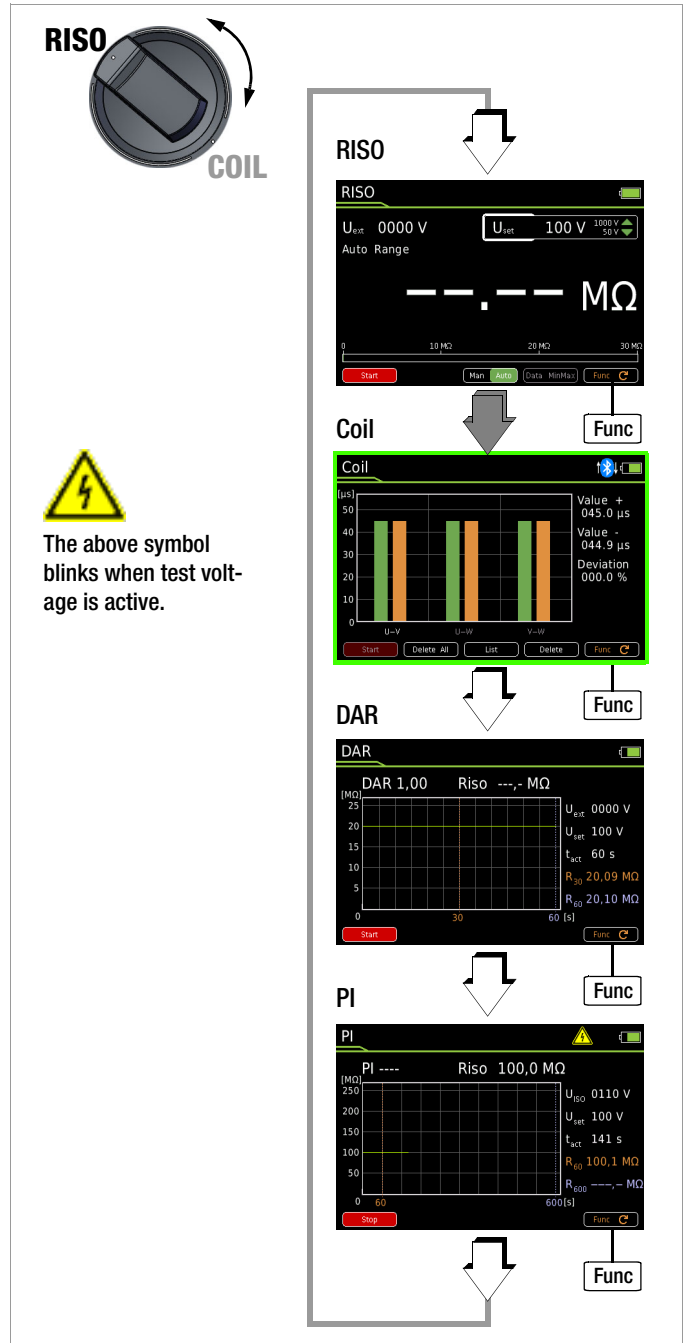 RISO
COIL
The above symbol
blinks when test volt-
age is active.
RISO
RISO
Uext 0000 V
Uset 100 V 1000 V
50 V
Auto Range
−−.−− MΩ
0 10 MΩ 20 MΩ 30 MΩ
Start Man Auto Data MinMax Func
Func
Coil
Coil
[µs]
50
40
30
20
10
0
U−V U−W V−W
Value +
045.0 µs
Value -
044.9 µs
Deviation
000.0 %
Start Delete All List Delete Func
Func
DAR
DAR
DAR 1,00 Riso ---,- MΩ
[MΩ]
25
20
15
10
5
0 30 60 [s]
Uext 0000 V
Uset 100 V
tact 60 s
R30 20,09 MΩ
R60 20,10 MΩ
Start Func
Func
PI
PI
PI ---- Riso 100,0 MΩ
[MΩ]
250
200
150
100
50
0 60 600[s]
UISO 0110 V
Uset 100 V
tact 141 s
R60 100,1 MΩ
R600 −−−,− MΩ
Stop Func
Func